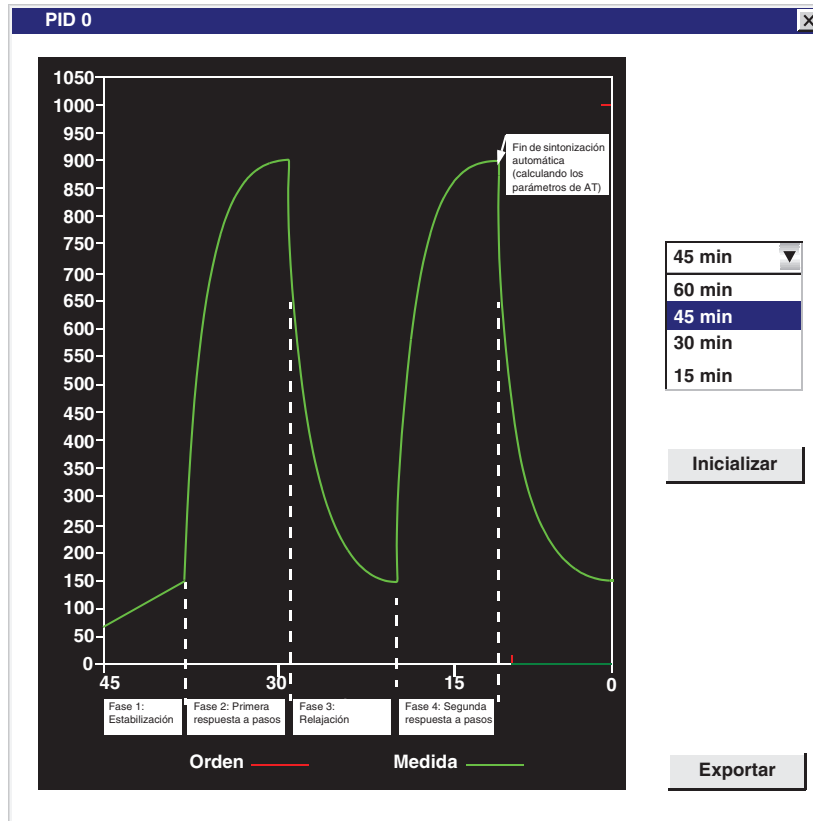 PID 0
1050
1000
950
900
850
800
750
700
650
600
550
500
450
400
350
300
250
200
150
100
50
0
45
30
15
0
Fin de sintonización
automática
(calculando los
parámetros de AT)
Fase 1:
Estabilización
Fase 2: Primera
respuesta a pasos
Fase 3:
Relajación
Fase 4: Segunda
respuesta a pasos
Orden
Medida
45 min
60 min
45 min
30 min
15 min
Inicializar
Exportar